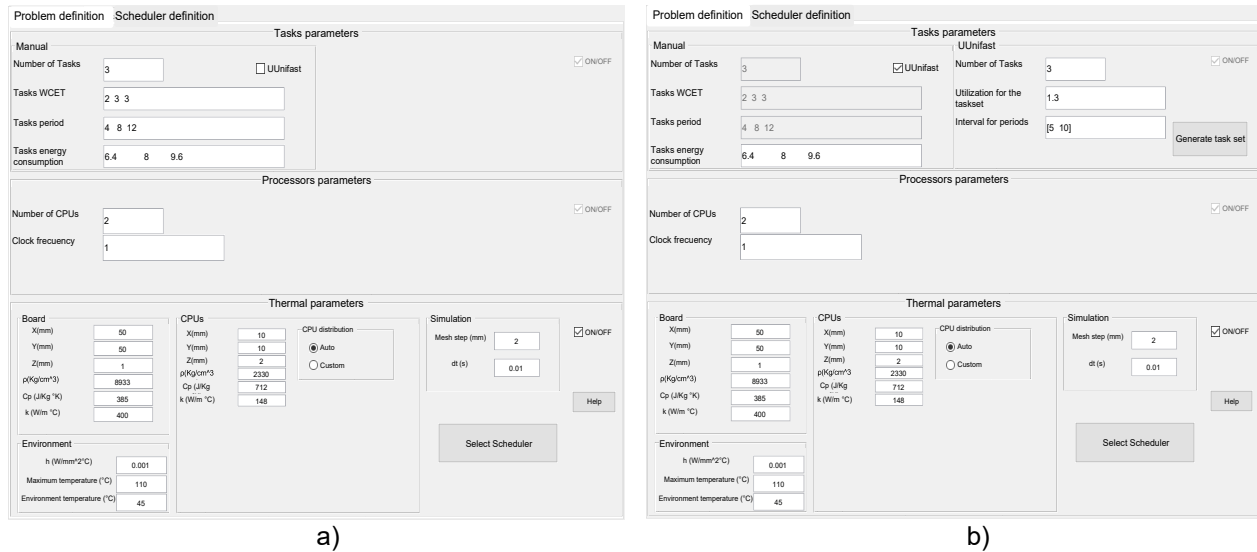 Problem definition Scheduler definition
Tasks parameters
Manual
Number of Tasks 3 UUnifast ON/OFF
Tasks WCET 2 3 3
Tasks period 4 8 12
Tasks energy
consumption 6.4 8 9.6
Processors parameters
Number of CPUs 2 ON/OFF
Clock frecuency 1
Thermal parameters
Board
X(mm) 50
Y(mm) 50
Z(mm) 1
ρ(Kg/cm^3) 8933
Cp (J/Kg °K) 385
k (W/m °C) 400
CPUs
X(mm) 10
Y(mm) 10
Z(mm) 2
ρ(Kg/cm^3 2330
Cp (J/Kg 712
k (W/m °C) 148
CPU distribution
Auto
Custom
Simulation
Mesh step (mm) 2
dt (s) 0.01
ON/OFF
Help
Select Scheduler
Environment
h (W/mm^2°C) 0.001
Maximum temperature (°C) 110
Environment temperature (°C) 45
a)
Problem definition Scheduler definition
Tasks parameters
Manual
Number of Tasks 3 UUnifast
Tasks WCET 2 3 3
Tasks period 4 8 12
Tasks energy
consumption 6.4 8 9.6
UUnifast
Number of Tasks 3 ON/OFF
Utilization for the
taskset 1.3
Interval for periods [5 10]
Generate task set
Processors parameters
Number of CPUs 2 ON/OFF
Clock frecuency 1
Thermal parameters
Board
X(mm) 50
Y(mm) 50
Z(mm) 1
ρ(Kg/cm^3) 8933
Cp (J/Kg °K) 385
k (W/m °C) 400
CPUs
X(mm) 10
Y(mm) 10
Z(mm) 2
ρ(Kg/cm^3 2330
Cp (J/Kg 712
k (W/m °C) 148
CPU distribution
Auto
Custom
Simulation
Mesh step (mm) 2
dt (s) 0.01
ON/OFF
Help
Select Scheduler
Environment
h (W/mm^2°C) 0.001
Maximum temperature (°C) 110
Environment temperature (°C) 45
b)